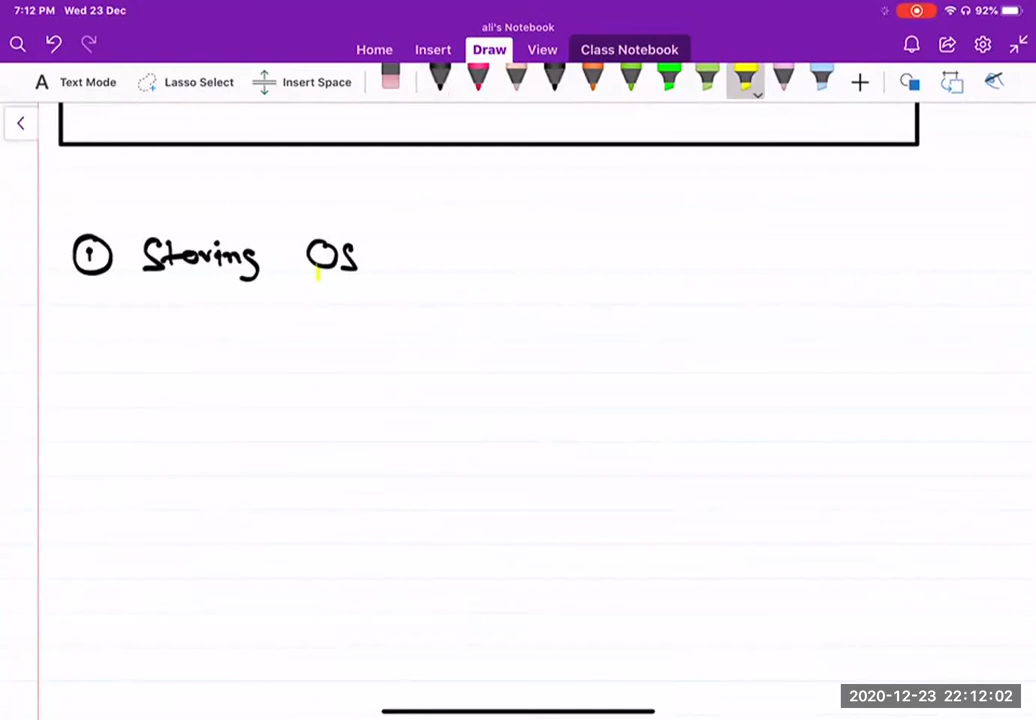 7:12 PM Wed 23 Dec 92%
ali's Notebook
Home Insert Draw View Class Notebook
A Text Mode Lasso Select Insert Space
① Storing OS
2020-12-23 22:12:02